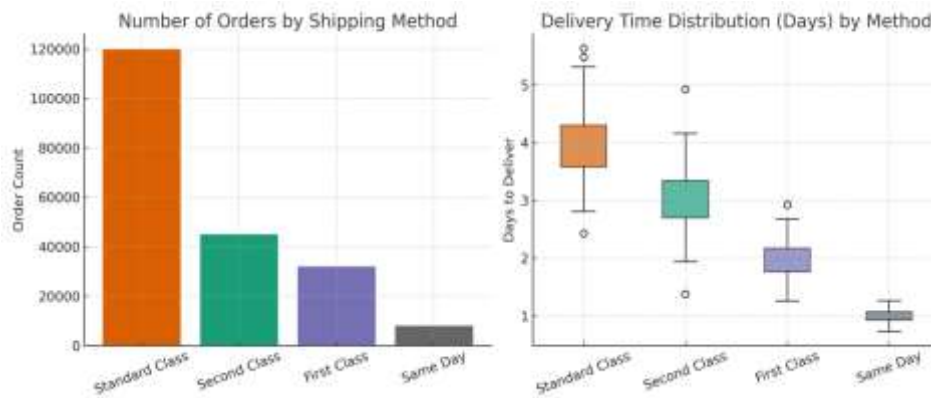 Number of Orders by Shipping Method
Order Count
120000
100000
80000
60000
40000
20000
0
Standard Class
Second Class
First Class
Same Day
Delivery Time Distribution (Days) by Method
Days to Deliver
5
4
3
2
1
Standard Class
Second Class
First Class
Same Day